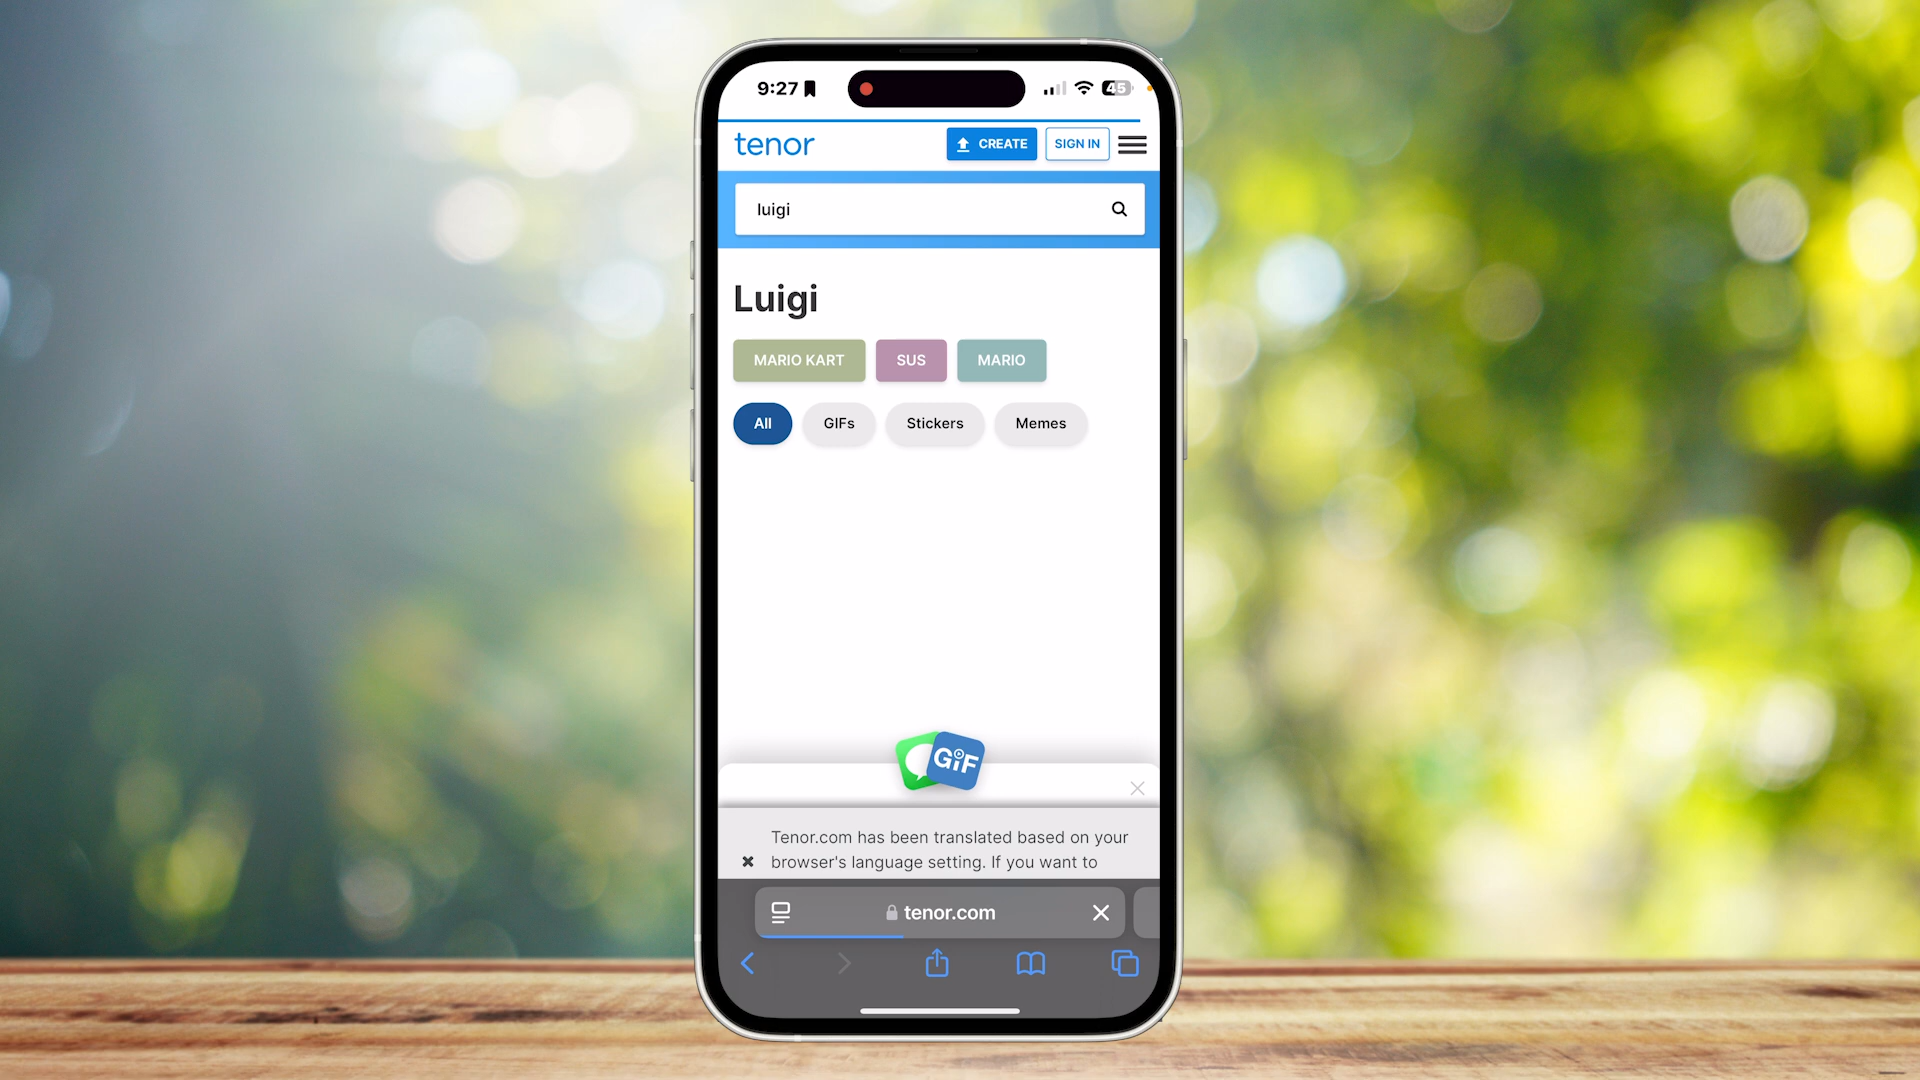 9:27
45
tenor
CREATE
SIGN IN
luigi
Luigi
MARIO KART
SUS
MARIO
All
GIFs
Stickers
Memes
GIF
Tenor.com has been translated based on your
browser's language setting. If you want to
tenor.com